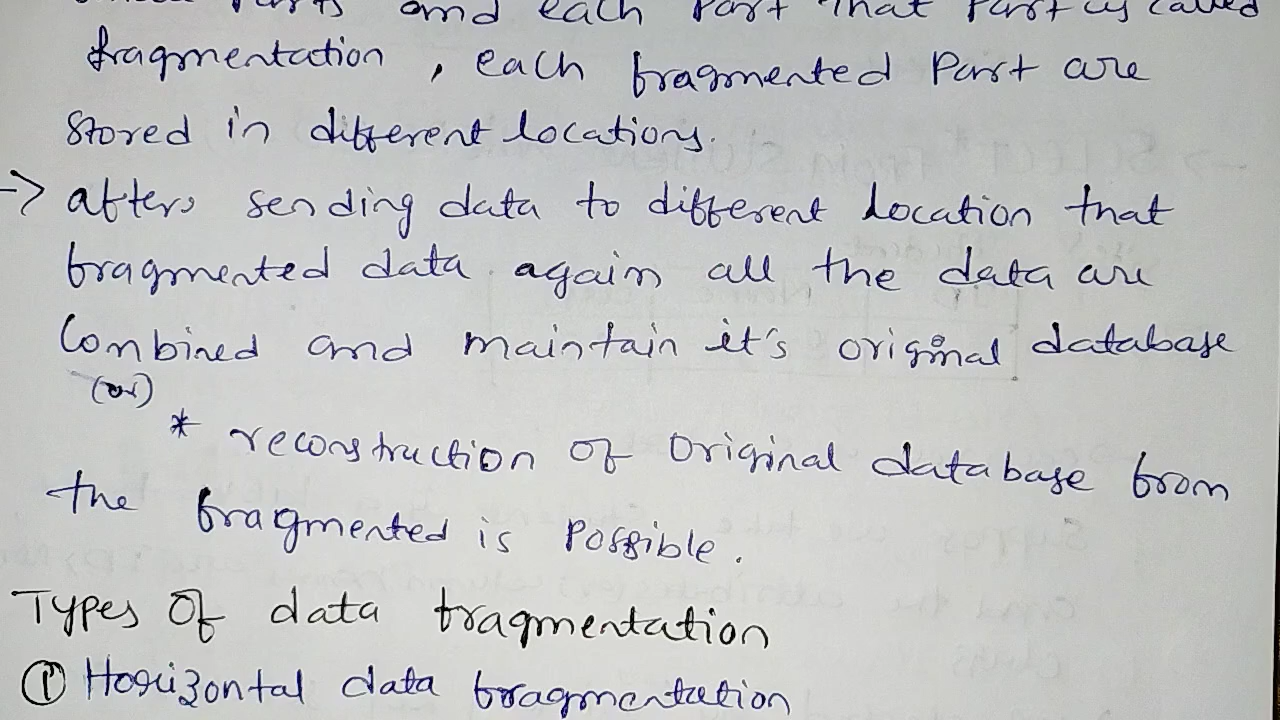 parts and each part that part is called
fragmentation, each fragmented part are
stored in different locations.
-> after sending data to different location that
fragmented data again all the data are
Combined and maintain it's original database
(or)
* reconstruction of original database from
the fragmented is possible.
Types Of data fragmentation
① Horizontal data fragmentation